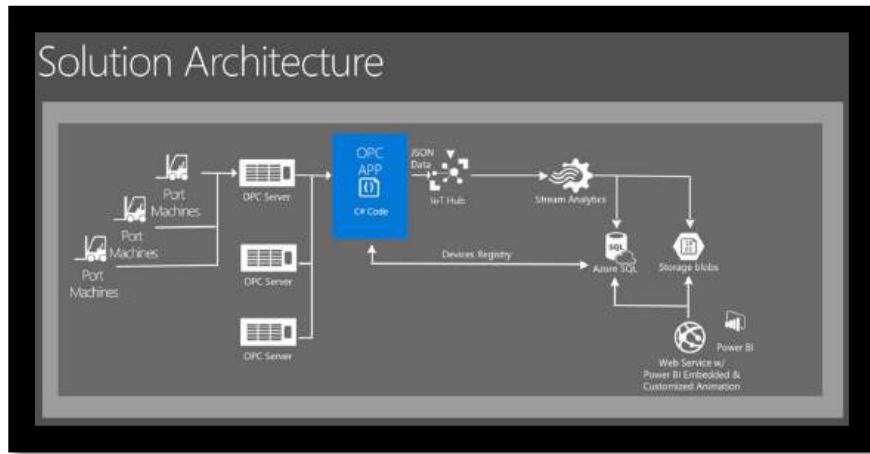 Solution Architecture
Port
Machines
Port
Machines
Port
Machines
OPC Server
OPC Server
OPC Server
OPC
APP
C# Code
JSON
Data
IoT Hub
Stream Analytics
Devices Registry
SQL
Azure SQL
Storage blobs
Power BI
Web Service w/
Power BI Embedded &
Customized Animation